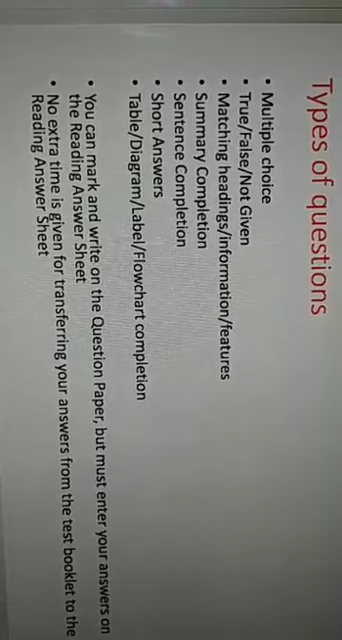 Types of questions
• Multiple choice
• True/False/Not Given
• Matching headings/information/features
• Summary Completion
• Sentence Completion
• Short Answers
• Table/Diagram/Label/Flowchart completion
• You can mark and write on the Question Paper, but must enter your answers on
the Reading Answer Sheet
• No extra time is given for transferring your answers from the test booklet to the
Reading Answer Sheet